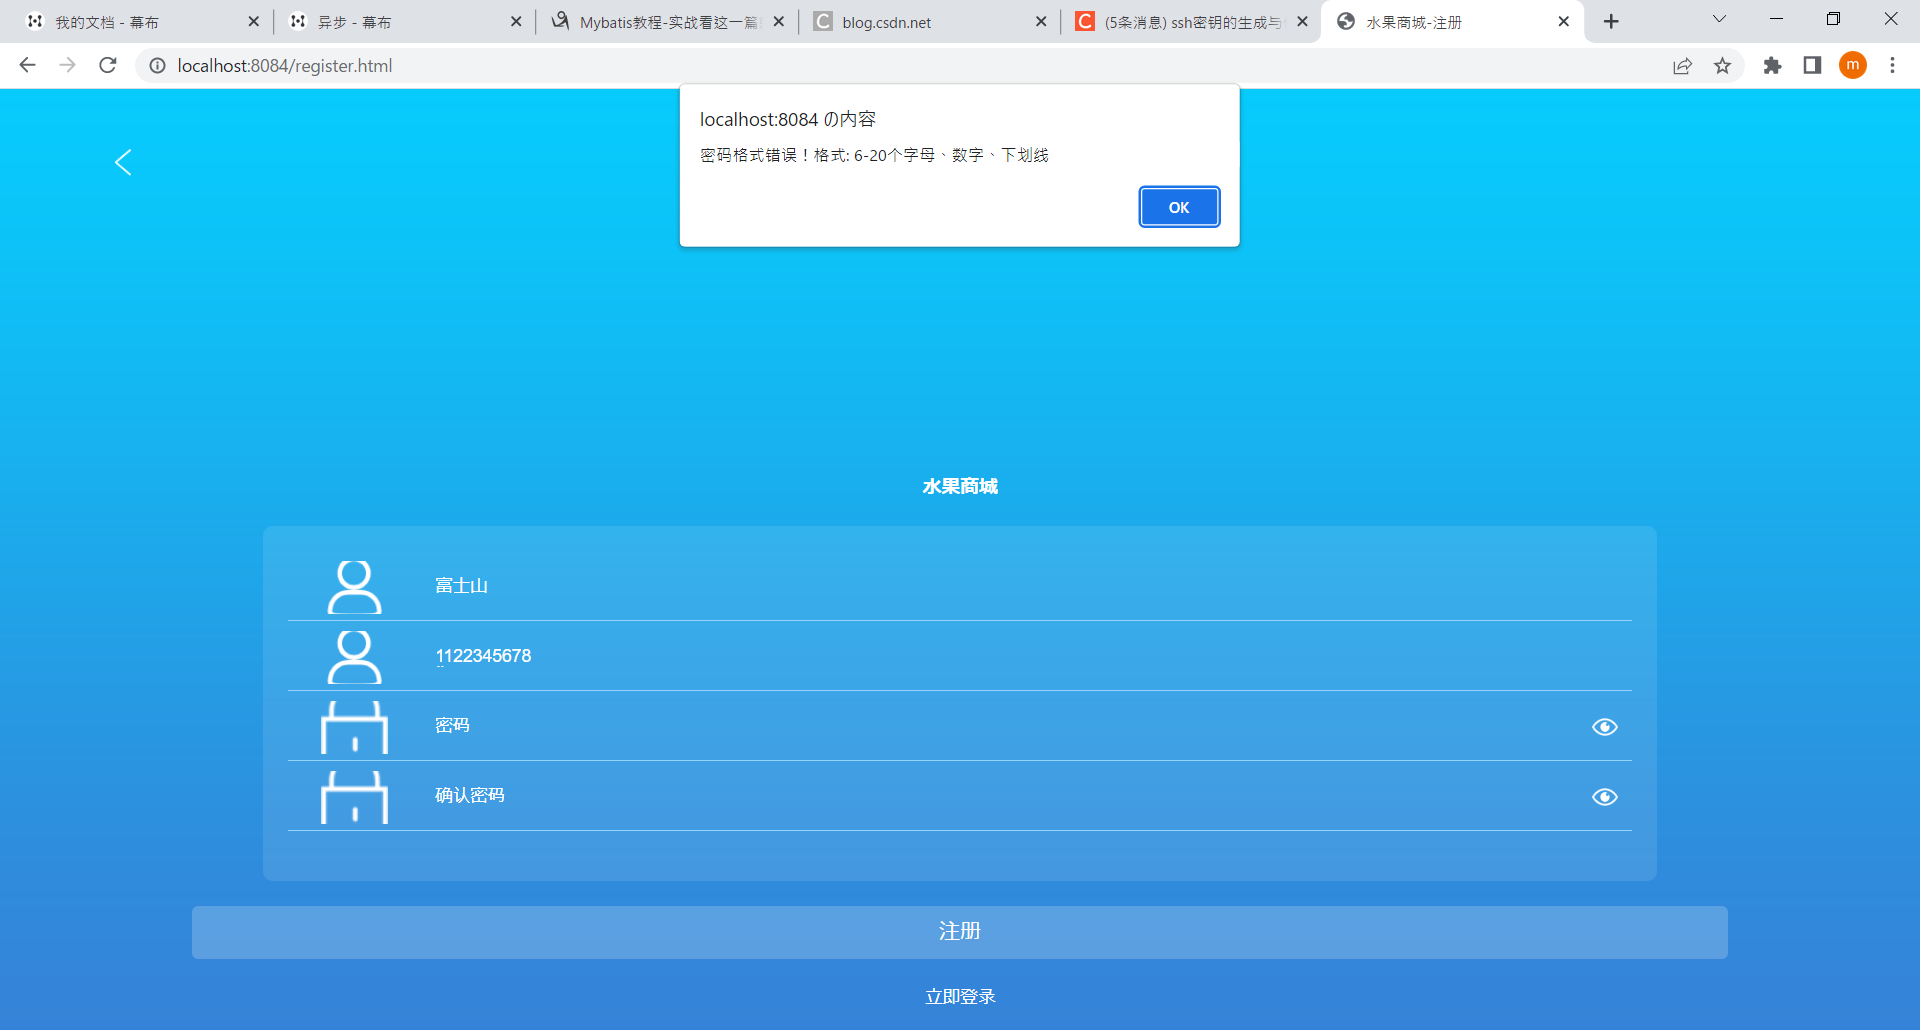 我的文档 - 幕布
异步 - 幕布
Mybatis教程-实战看这一篇
blog.csdn.net
(5条消息) ssh密钥的生成与
水果商城-注册
localhost:8084/register.html
m
localhost:8084 の内容
密码格式错误！格式: 6-20个字母、数字、下划线
OK
水果商城
富士山
1122345678
密码
确认密码
注册
立即登录